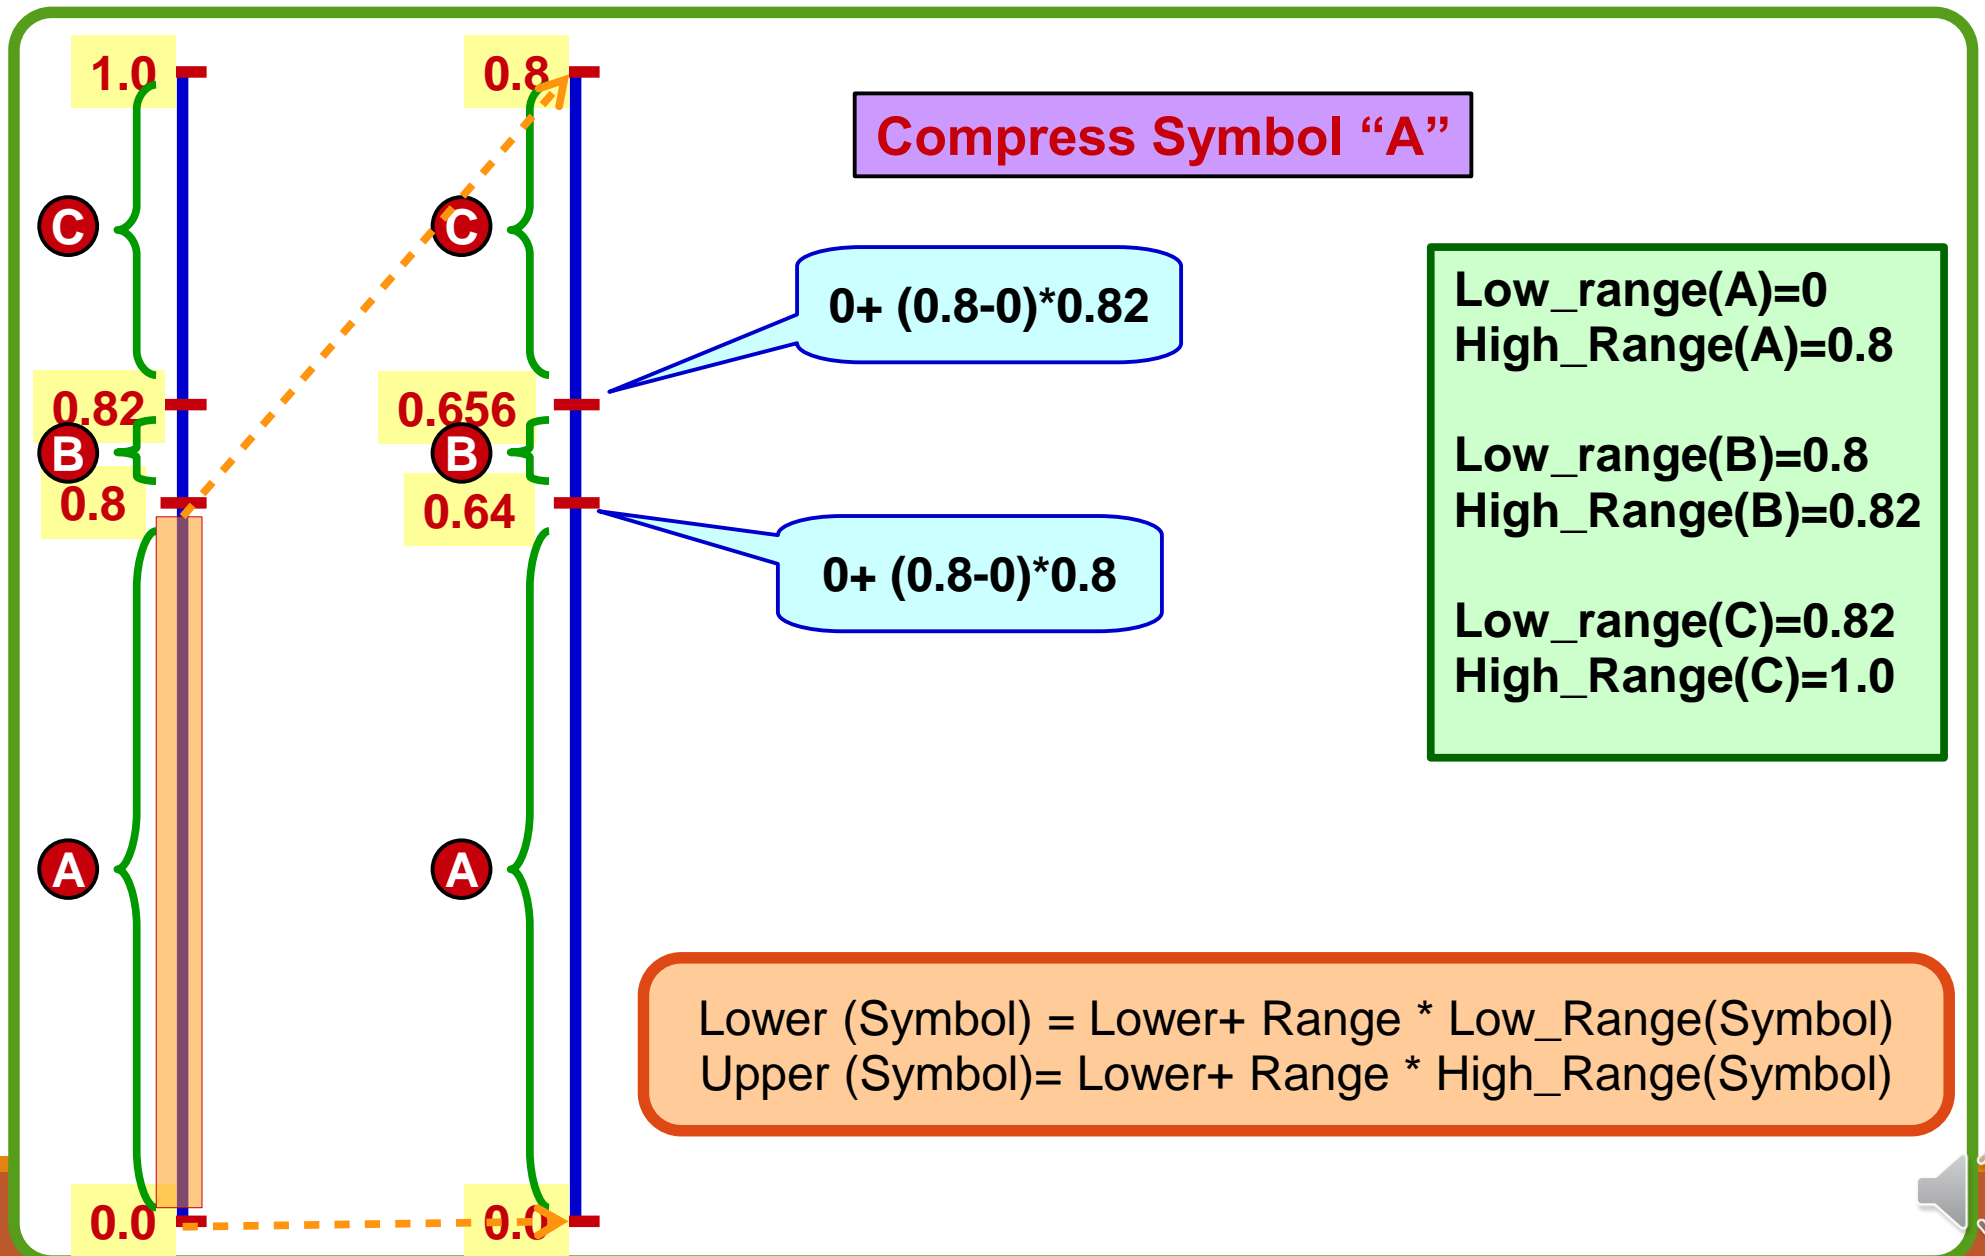 Compress Symbol “A”
1.0
C
0.82
B
0.8
A
0.0
0.8
C
0.656
B
0.64
A
0.0
0+ (0.8-0)*0.82
0+ (0.8-0)*0.8
Low_range(A)=0
High_Range(A)=0.8
Low_range(B)=0.8
High_Range(B)=0.82
Low_range(C)=0.82
High_Range(C)=1.0
Lower (Symbol) = Lower+ Range * Low_Range(Symbol)
Upper (Symbol)= Lower+ Range * High_Range(Symbol)